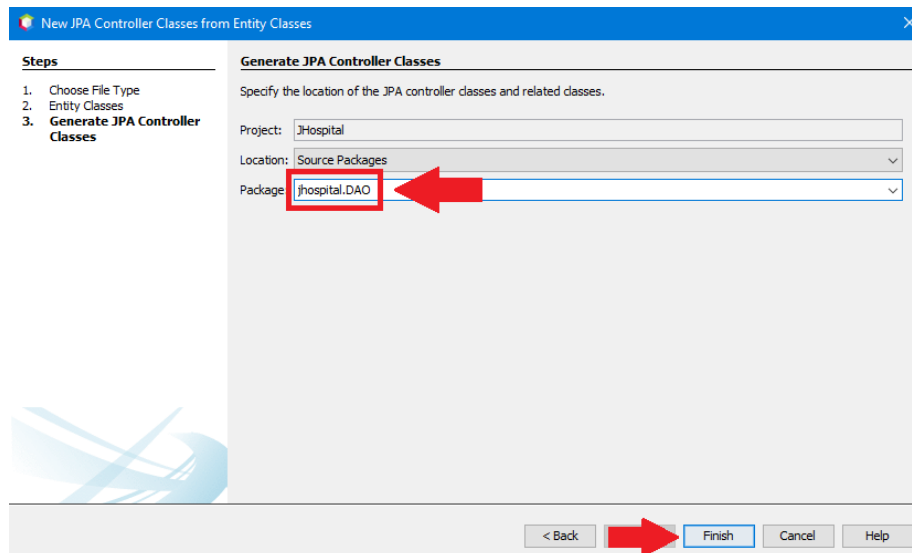 New JPA Controller Classes from Entity Classes
Steps
1. Choose File Type
2. Entity Classes
3. Generate JPA Controller
Classes
Generate JPA Controller Classes
Specify the location of the JPA controller classes and related classes.
Project: JHospital
Location: Source Packages
Package: jhospital.DAO
< Back Finish Cancel Help